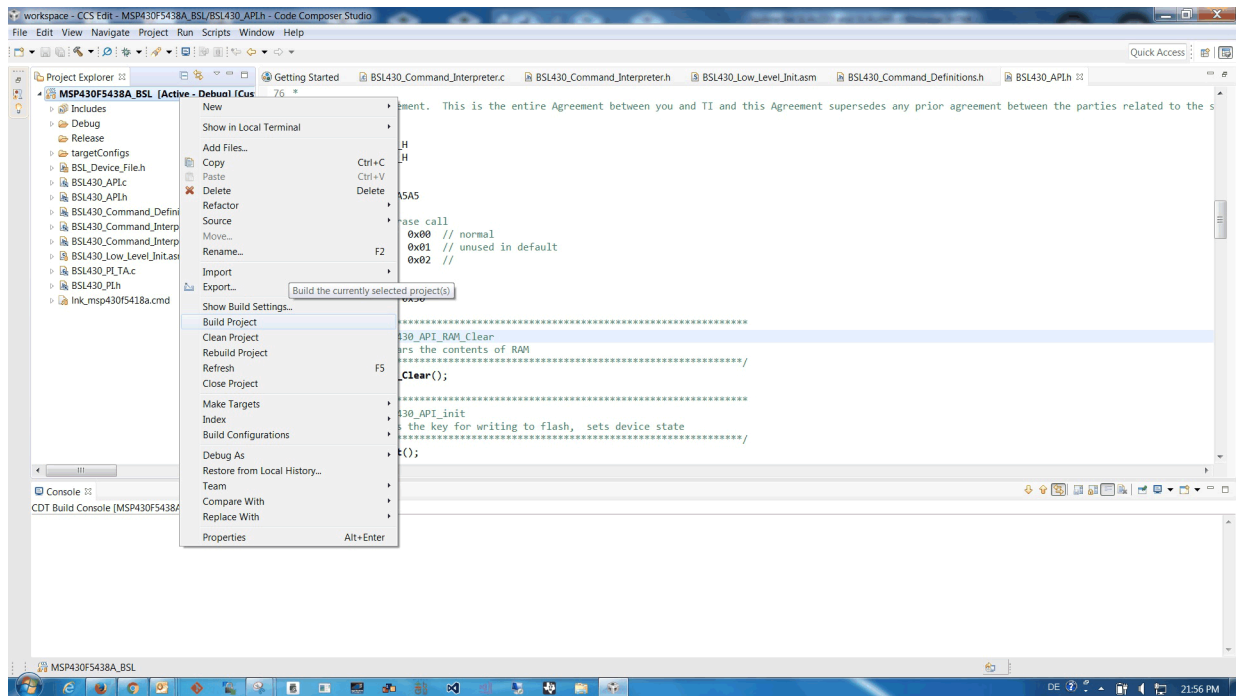 workspace - CCS Edit - MSP430F5438A_BSL/BSL430_API.h - Code Composer Studio
File Edit View Navigate Project Run Scripts Window Help
Quick Access
Project Explorer
Getting Started BSL430_Command_Interpreter.c BSL430_Command_Interpreter.h BSL430_Low_Level_Init.asm BSL430_Command_Definitions.h BSL430_API.h
MSP430F5438A_BSL [Active - Debug] [Cus
76 *
Includes
Debug
Release
targetConfigs
BSL_Device_File.h
BSL430_API.c
BSL430_API.h
BSL430_Command_Defini
BSL430_Command_Interp
BSL430_Command_Interp
BSL430_Low_Level_Init.as
BSL430_PI_TA.c
BSL430_PI.h
lnk_msp430f5418a.cmd
New
Show in Local Terminal
Add Files...
Copy Ctrl+C
Paste Ctrl+V
Delete Delete
Refactor
Source
Move...
Rename... F2
Import
Export...
Build the currently selected project(s)
Show Build Settings...
Build Project
Clean Project
Rebuild Project
Refresh F5
Close Project
Make Targets
Index
Build Configurations
Debug As
Restore from Local History...
Team
Compare With
Replace With
Properties Alt+Enter
ement. This is the entire Agreement between you and TI and this Agreement supersedes any prior agreement between the parties related to the s
_H
_H
A5A5
rase call
0x00 // normal
0x01 // unused in default
0x02 //
0x30
***********************************************************
430_API_RAM_Clear
ars the contents of RAM
**********************************************************/
_Clear();
***********************************************************
430_API_init
s the key for writing to flash, sets device state
**********************************************************/
t();
Console
CDT Build Console [MSP430F5438A
MSP430F5438A_BSL
DE
21:56 PM